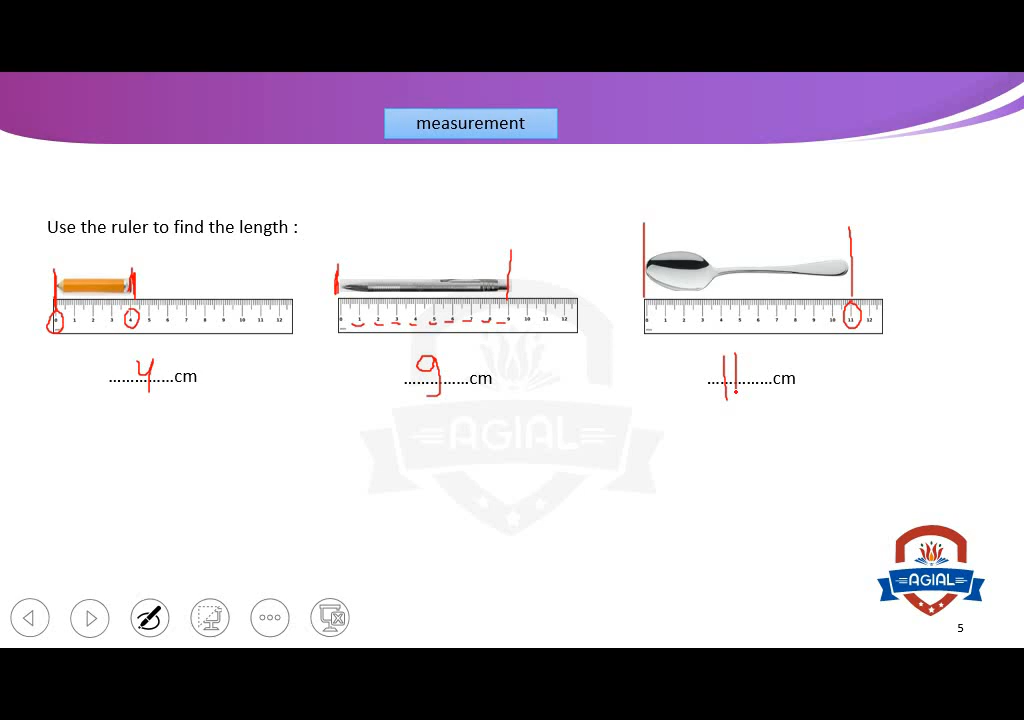 measurement
Use the ruler to find the length :
0 1 2 3 4 5 6 7 8 9 10 11 12
0 1 2 3 4 5 6 7 8 9 10 11 12
0 1 2 3 4 5 6 7 8 9 10 11 12
......4......cm
......9......cm
......11......cm
AGIAL
AGIAL
5